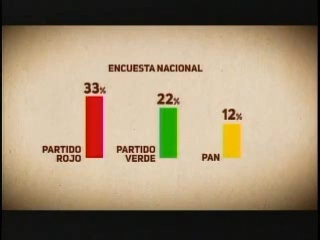 ENCUESTA NACIONAL
33%
22%
12%
PARTIDO
ROJO
PARTIDO
VERDE
PAN